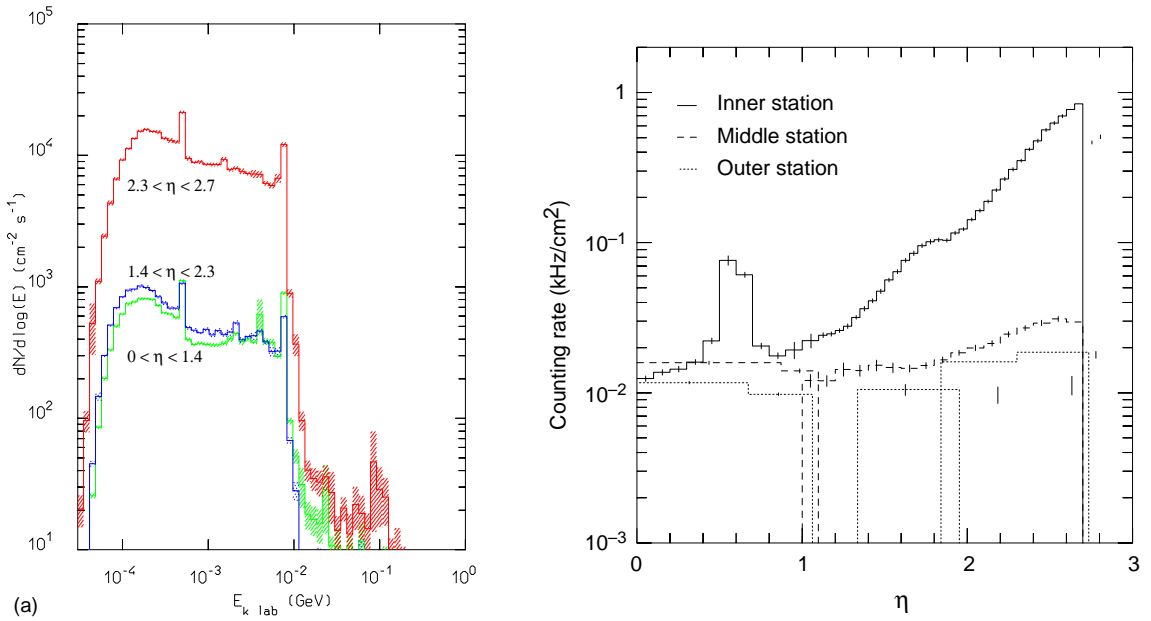 10^5
10^4
10^3
10^2
10^1
dN/dlog(E) (cm^-2 s^-1)
2.3 < η < 2.7
1.4 < η < 2.3
0 < η < 1.4
10^-4 10^-3 10^-2 10^-1 10^0
E_k lab (GeV)
(a)
1
10^−1
10^−2
10^−3
Counting rate (kHz/cm^2)
Inner station
Middle station
Outer station
0 1 2 3
η